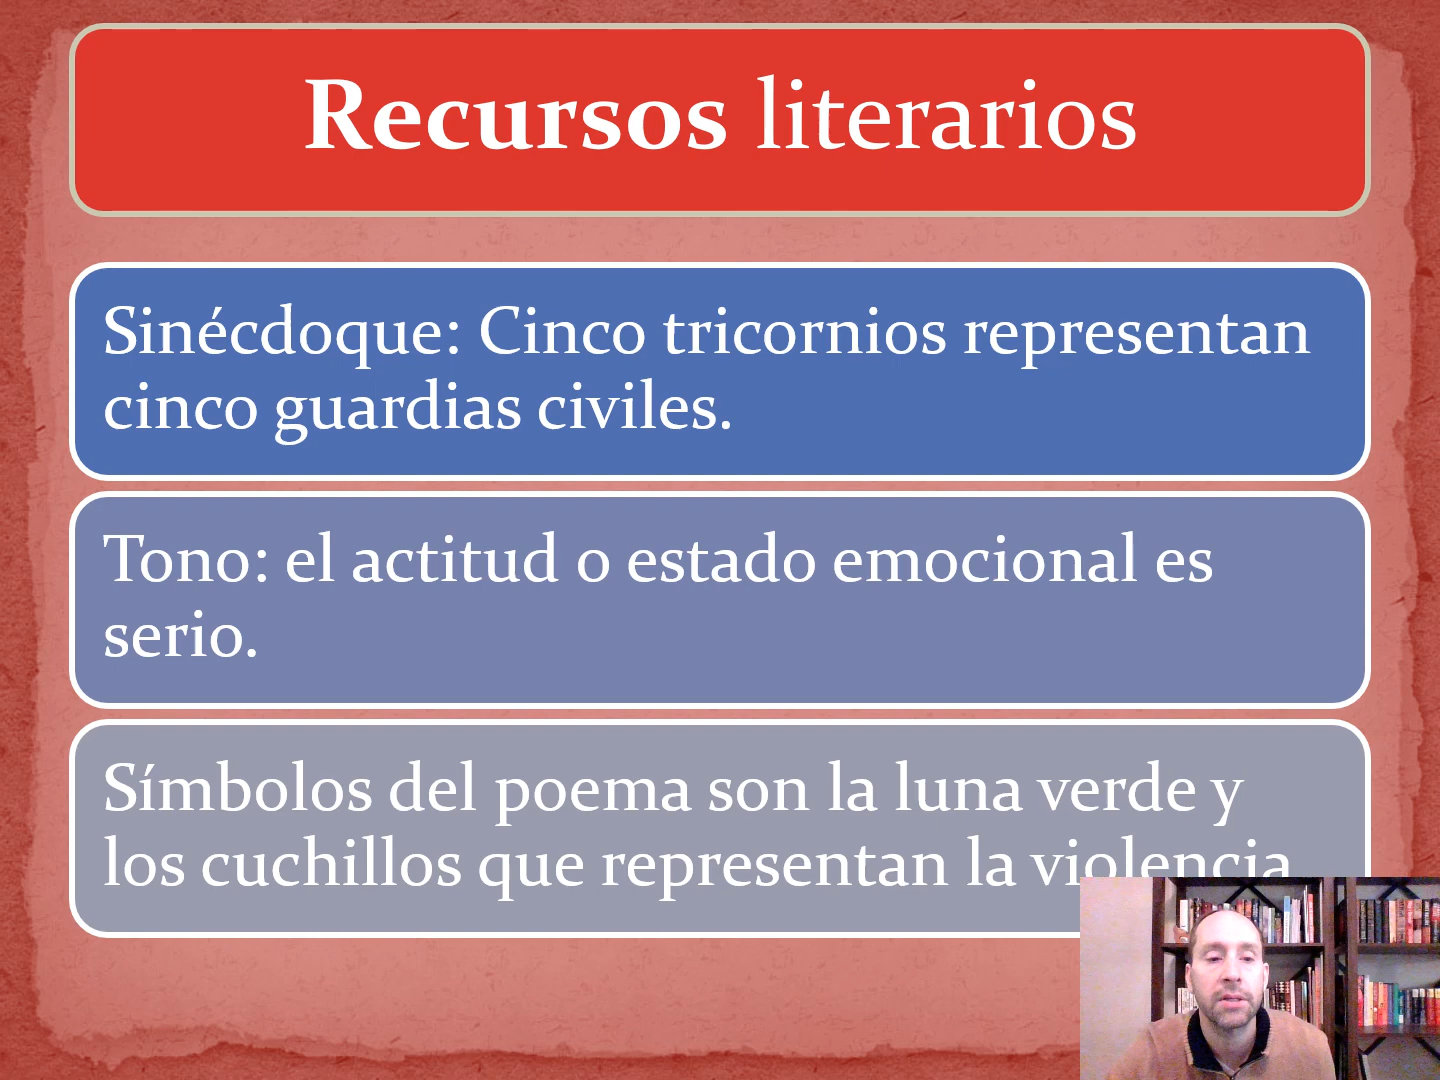 Recursos literarios
Sinécdoque: Cinco tricornios representan
cinco guardias civiles.
Tono: el actitud o estado emocional es
serio.
Símbolos del poema son la luna verde y
los cuchillos que representan la violencia